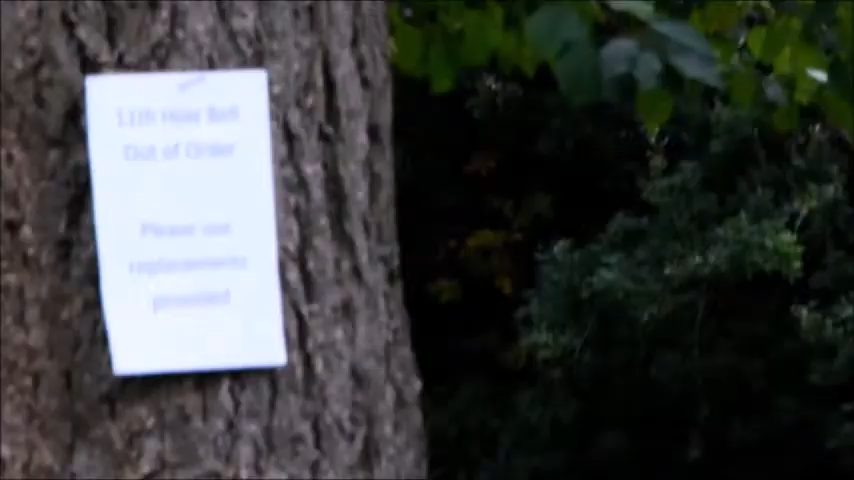 11th Hole Bell
Out of Order
Please use
replacements
provided